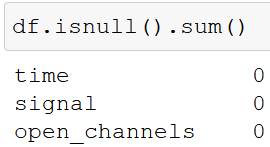 df.isnull().sum()
time 0
signal 0
open_channels 0